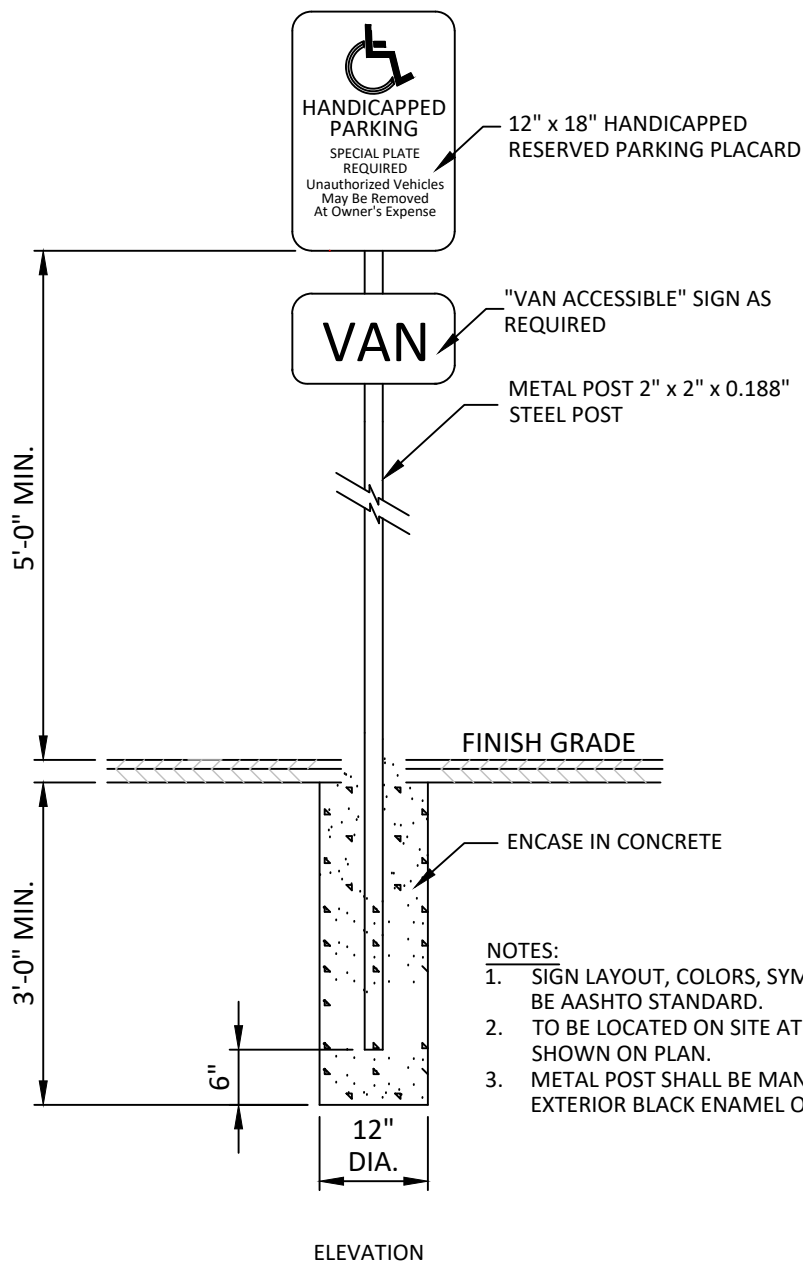 HANDICAPPED
PARKING
SPECIAL PLATE
REQUIRED
Unauthorized Vehicles
May Be Removed
At Owner's Expense
12" x 18" HANDICAPPED
RESERVED PARKING PLACARD
VAN
"VAN ACCESSIBLE" SIGN AS
REQUIRED
METAL POST 2" x 2" x 0.188"
STEEL POST
5'-0" MIN.
FINISH GRADE
ENCASE IN CONCRETE
3'-0" MIN.
6"
12"
DIA.
NOTES:
1. SIGN LAYOUT, COLORS,
BE AASHTO STANDARD.
2. TO BE LOCATED ON SITE AT
SHOWN ON PLAN.
3. METAL POST SHALL BE
EXTERIOR BLACK ENAMEL
ELEVATION